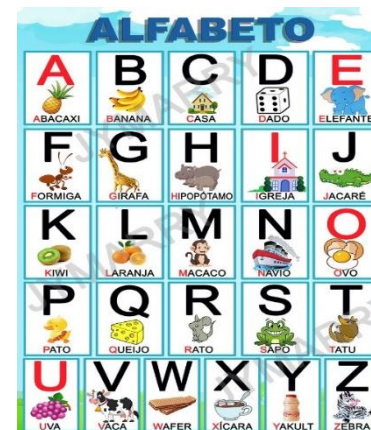 ALFABETO
A B C D E
ABACAXI BANANA CASA DADO ELEFANTE
F G H I J
FORMIGA GIRAFA HIPOPÓTAMO IGREJA JACARÉ
K L M N O
KIWI LARANJA MACACO NAVIO OVO
P Q R S T
PATO QUEIJO RATO SAPO TATU
U V W X Y Z
UVA VACA WAFER XÍCARA YAKULT ZEBRA